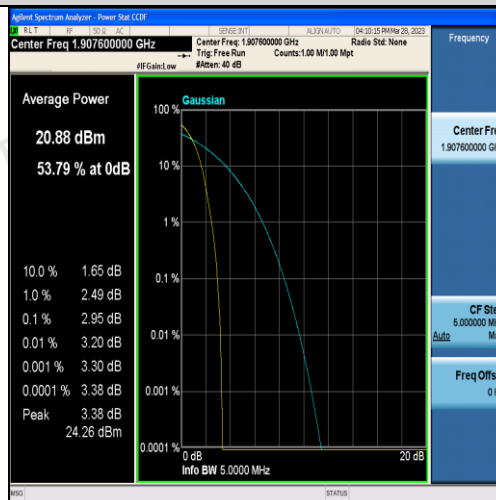 Agilent Spectrum Analyzer - Power Stat CCDF
RLT RF 50 Ω AC SENSE:INT ALIGN AUTO 04:10:15 PM Mar 28, 2023
Center Freq 1.907600000 GHz Center Freq: 1.907600000 GHz Radio Std: None Frequency
Trig: Free Run Counts:1.00 M/1.00 Mpt
#IFGain:Low #Atten: 40 dB
Average Power
20.88 dBm
53.79 % at 0dB
10.0 % 1.65 dB
1.0 % 2.49 dB
0.1 % 2.95 dB
0.01 % 3.20 dB
0.001 % 3.30 dB
0.0001 % 3.38 dB
Peak 3.38 dB
24.26 dBm
Gaussian
100 %
10 %
1 %
0.1 %
0.01 %
0.001 %
0.0001 %
0 dB 20 dB
Info BW 5.0000 MHz
Center Fre
1.907600000 GH
CF Ste
5.000000 MH
Auto M
Freq Offs
0 H
MSG STATUS